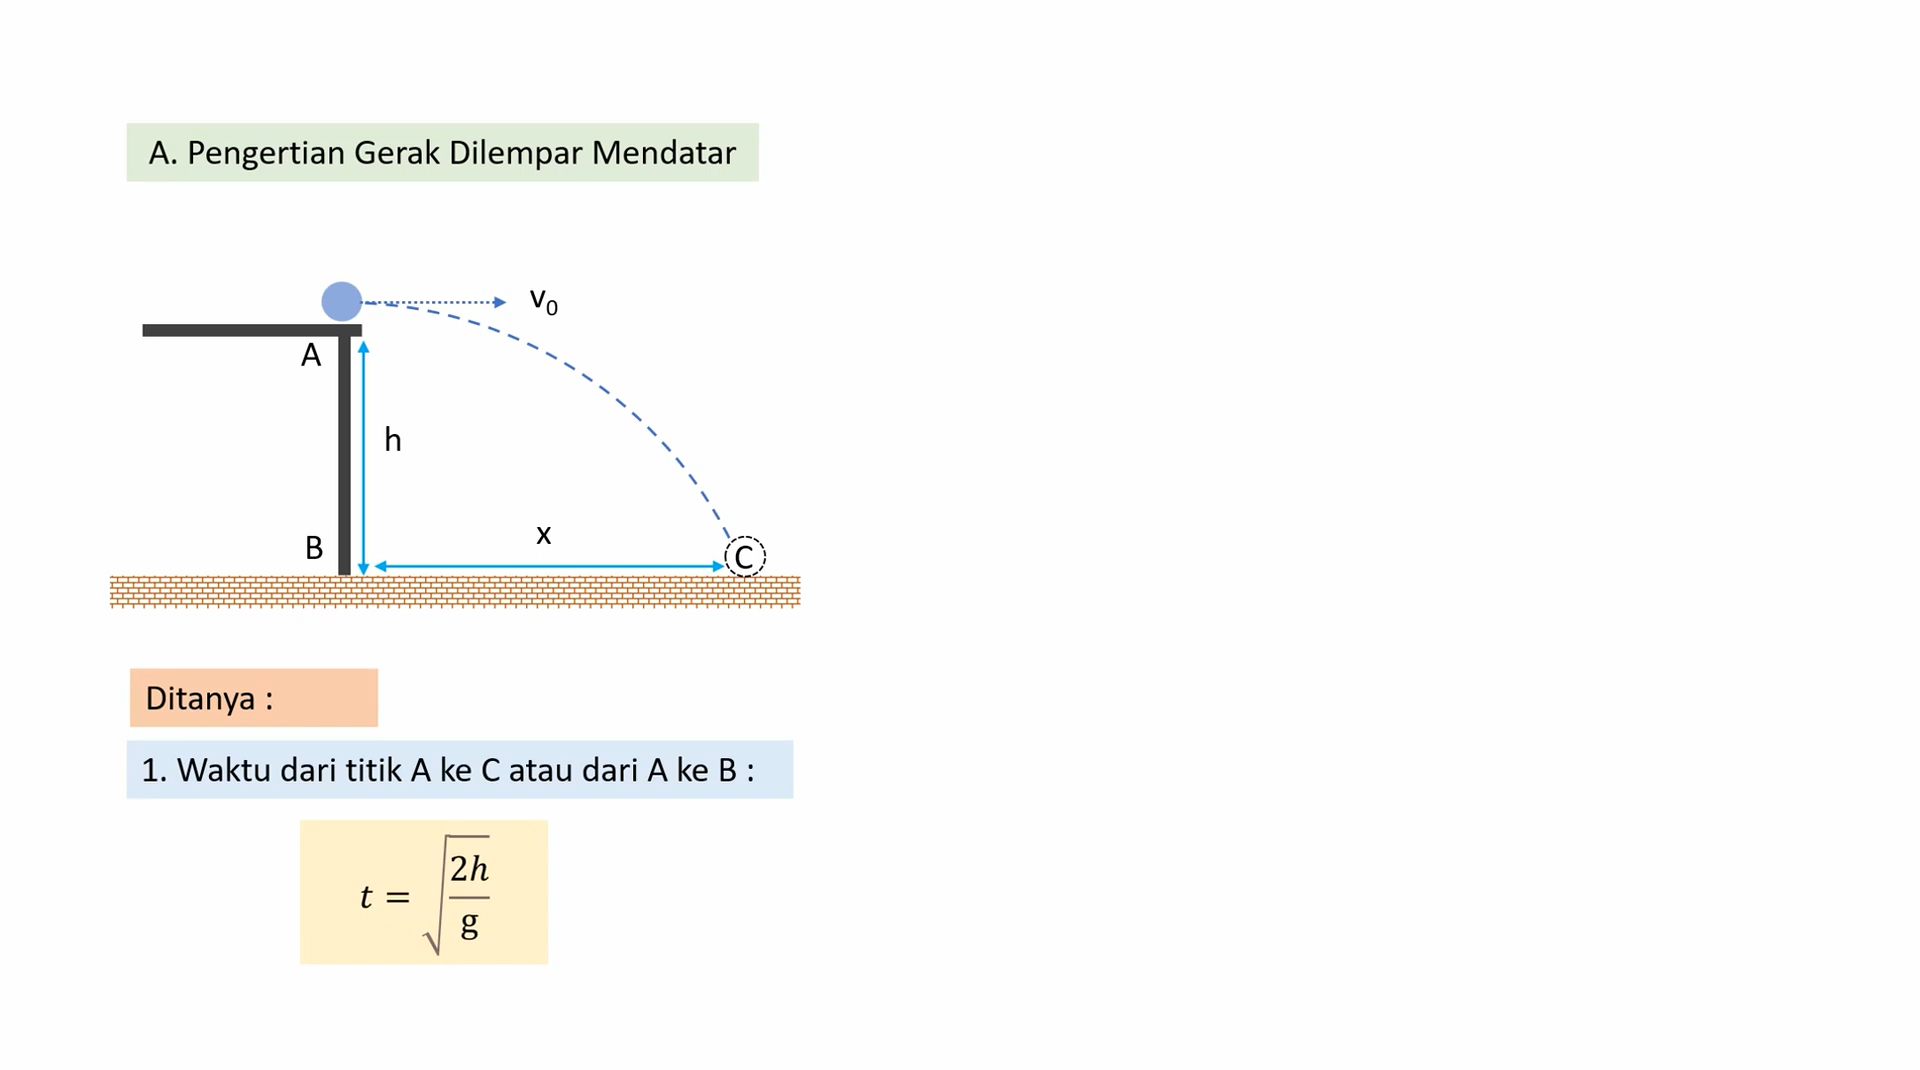 A. Pengertian Gerak Dilempar Mendatar
v₀
A
h
x
B
C
Ditanya :
1. Waktu dari titik A ke C atau dari A ke B :
t = √(2h/g)